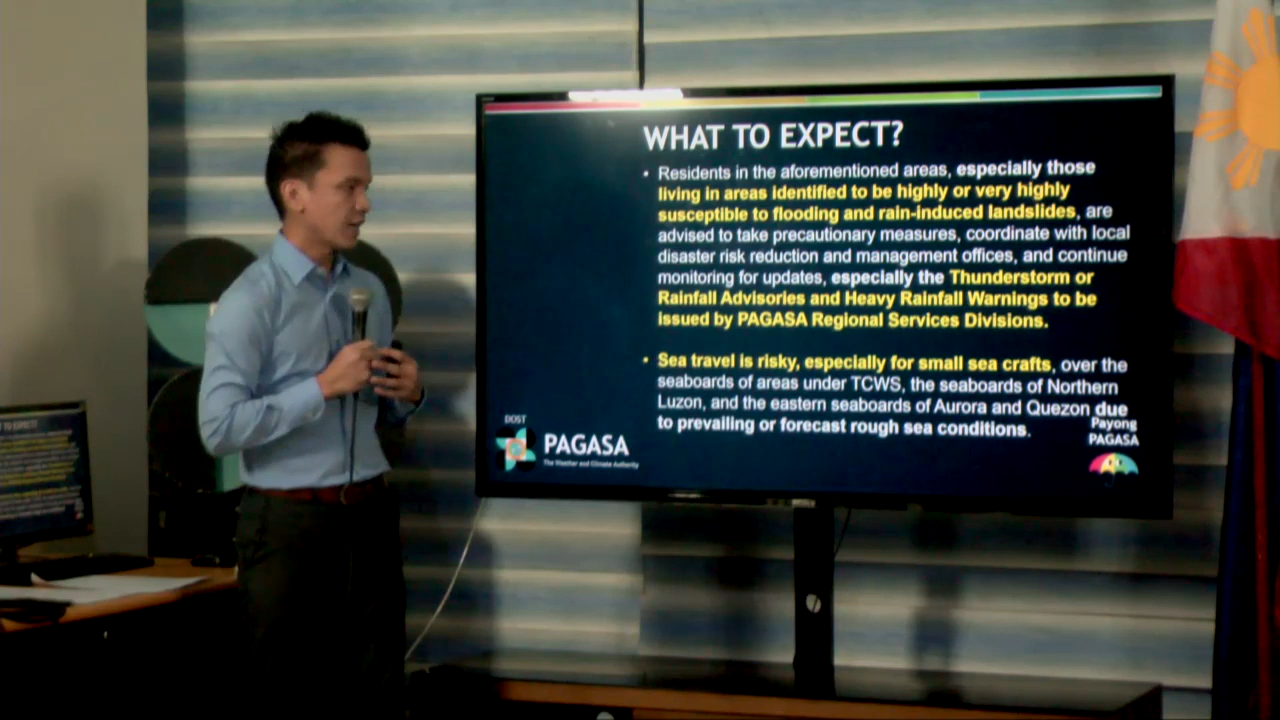 WHAT TO EXPECT?
• Residents in the aforementioned areas, especially those
living in areas identified to be highly or very highly
susceptible to flooding and rain-induced landslides, are
advised to take precautionary measures, coordinate with local
disaster risk reduction and management offices, and continue
monitoring for updates, especially the Thunderstorm or
Rainfall Advisories and Heavy Rainfall Warnings to be
issued by PAGASA Regional Services Divisions.
• Sea travel is risky, especially for small sea crafts, over the
seaboards of areas under TCWS, the seaboards of Northern
Luzon, and the eastern seaboards of Aurora and Quezon due
to prevailing or forecast rough sea conditions.
DOST
PAGASA
The Weather and Climate Authority
Payong
PAGASA
TO EXPECT?